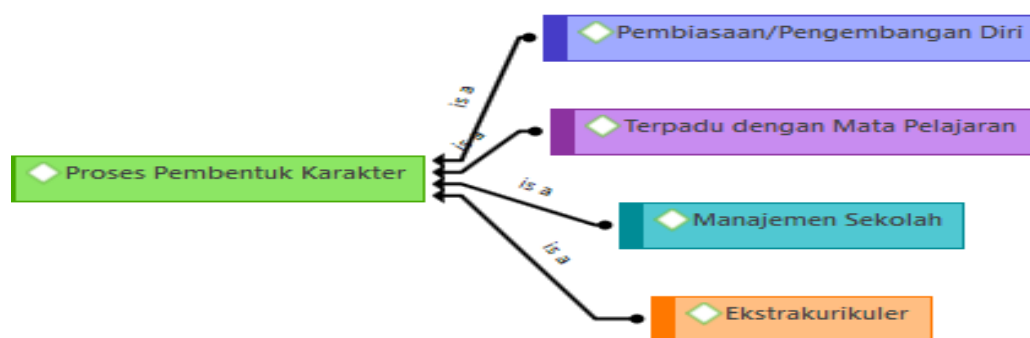 Pembiasaan/Pengembangan Diri
is a
Terpadu dengan Mata Pelajaran
is a
Proses Pembentuk Karakter
is a
Manajemen Sekolah
is a
Ekstrakurikuler